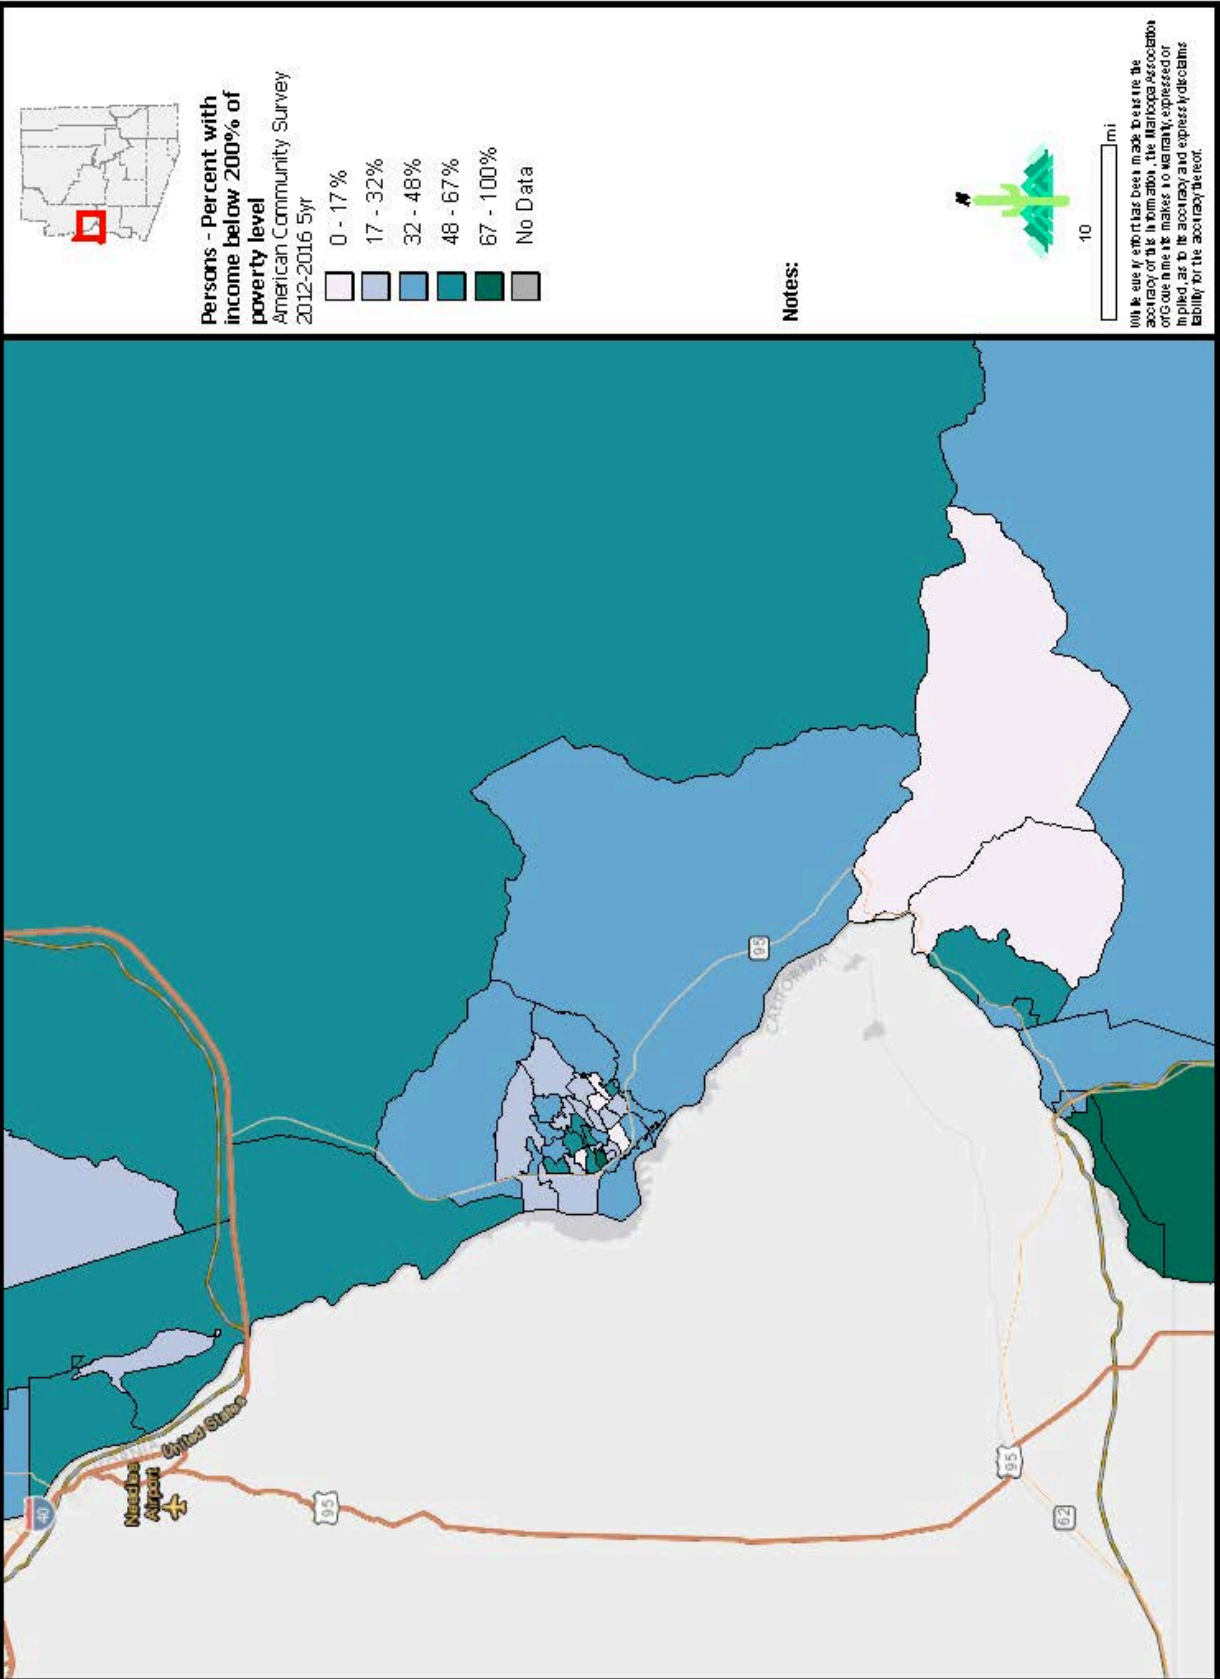 Persons - Percent with
income below 200% of
poverty level
American Community Survey
2012-2016 5yr
0 - 17%
17 - 32%
32 - 48%
48 - 67%
67 - 100%
No Data
Notes:
N
10
mi
While every effort has been made to ensure the
accuracy of this information, the Maricopa Association
of Governments makes no warranty, expressed or
implied, as to its accuracy and expressly disclaims
liability for the accuracy thereof.
40
Needles
Airport
United States
95
95
CALIFORNIA
95
62